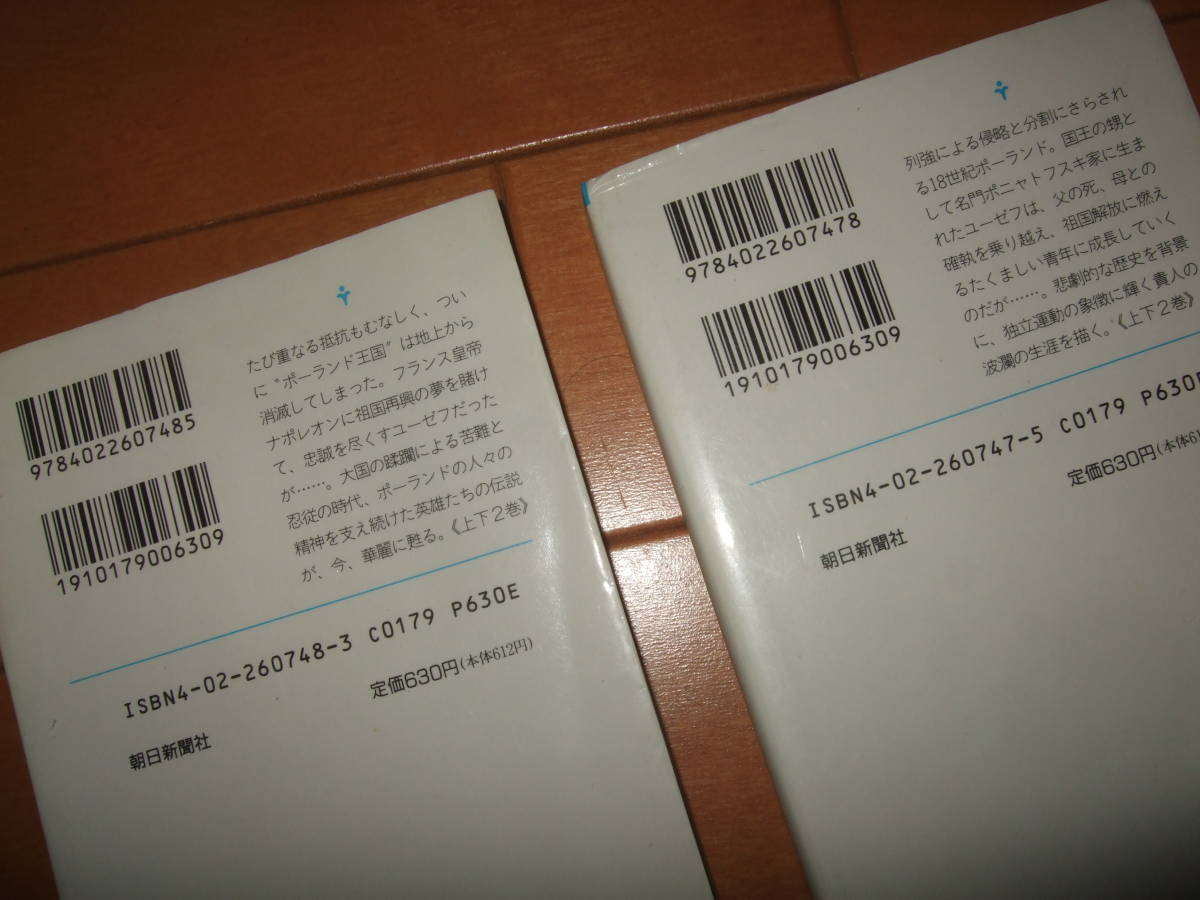 9784022607485
1910179006309
たび重なる抵抗もむなしく、つい
に〝ポーランド王国〟は地上から
消滅してしまった。フランス皇帝
ナポレオンに祖国再興の夢を賭け
て、忠誠を尽くすユーゼフだった
が……。大国の蹂躙による苦難と
忍従の時代、ポーランドの人々の
精神を支え続けた英雄たちの伝説
が、今、華麗に甦る。《上下2巻》
ISBN4-02-260748-3 C0179 P630E
定価630円(本体612円)
朝日新聞社
9784022607478
1910179006309
列強による侵略と分割にさらされ
る18世紀ポーランド。国王の甥と
して名門ポニャトフスキ家に生ま
れたユーゼフは、父の死、母との
確執を乗り越え、祖国解放に燃え
るたくましい青年に成長していく
のだが……。悲劇的な歴史を背景
に、独立運動の象徴に輝く貴人の
波瀾の生涯を描く。《上下2巻》
ISBN4-02-260747-5 C0179 P630E
定価630円(本体61
朝日新聞社